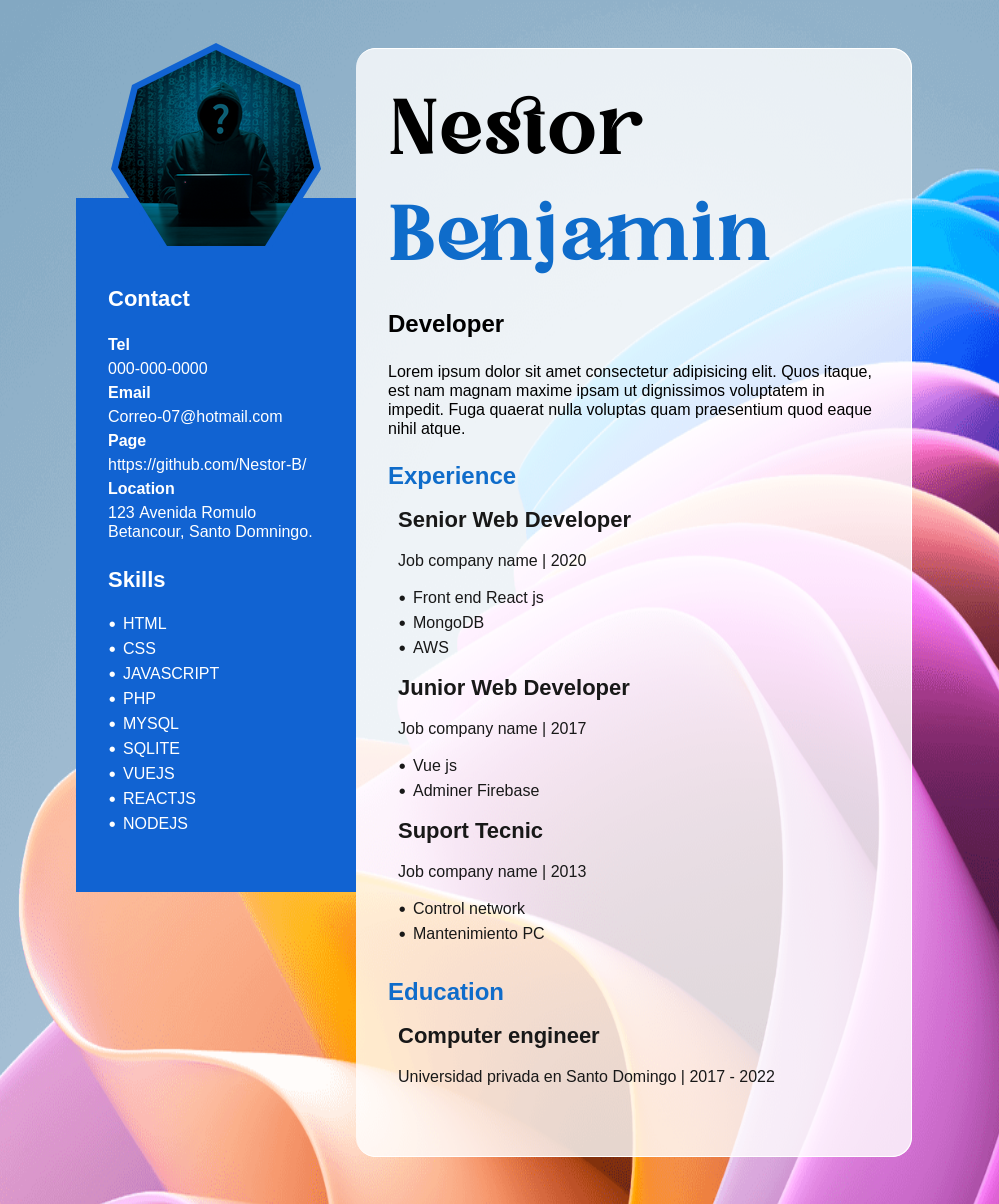 ?
Contact
Tel
000-000-0000
Email
Correo-07@hotmail.com
Page
https://github.com/Nestor-B/
Location
123 Avenida Romulo
Betancour, Santo Domningo.
Skills
• HTML
• CSS
• JAVASCRIPT
• PHP
• MYSQL
• SQLITE
• VUEJS
• REACTJS
• NODEJS
Nestor
Benjamin
Developer
Lorem ipsum dolor sit amet consectetur adipisicing elit. Quos itaque,
est nam magnam maxime ipsam ut dignissimos voluptatem in
impedit. Fuga quaerat nulla voluptas quam praesentium quod eaque
nihil atque.
Experience
Senior Web Developer
Job company name | 2020
• Front end React js
• MongoDB
• AWS
Junior Web Developer
Job company name | 2017
• Vue js
• Adminer Firebase
Suport Tecnic
Job company name | 2013
• Control network
• Mantenimiento PC
Education
Computer engineer
Universidad privada en Santo Domingo | 2017 - 2022